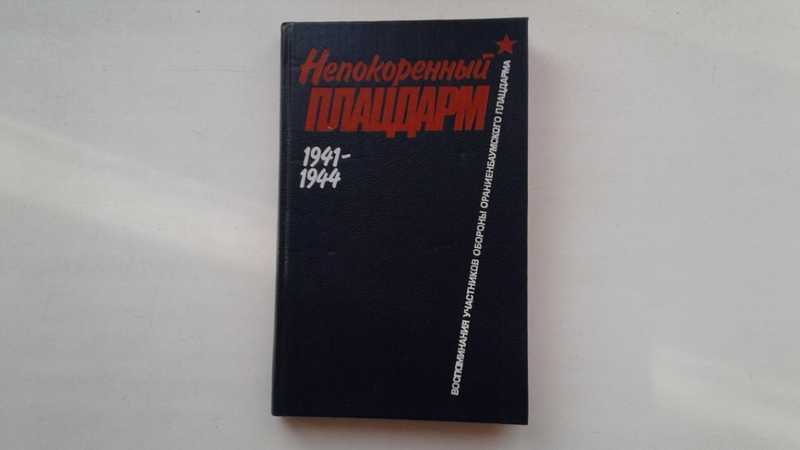 Непокоренный
ПЛАЦДАРМ
1941-
1944
ВОСПОМИНАНИЯ УЧАСТНИКОВ ОБОРОНЫ ОРАНИЕНБАУМСКОГО ПЛАЦДАРМА